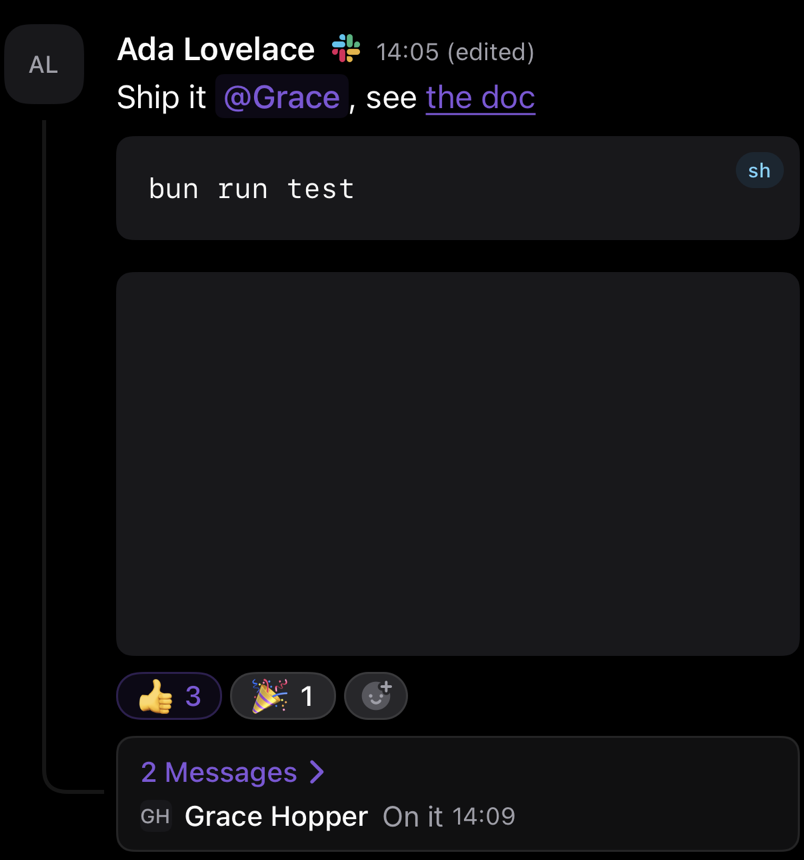 AL
Ada Lovelace 14:05 (edited)
Ship it @Grace, see the doc
sh
bun run test
3 1
2 Messages
GH Grace Hopper On it 14:09